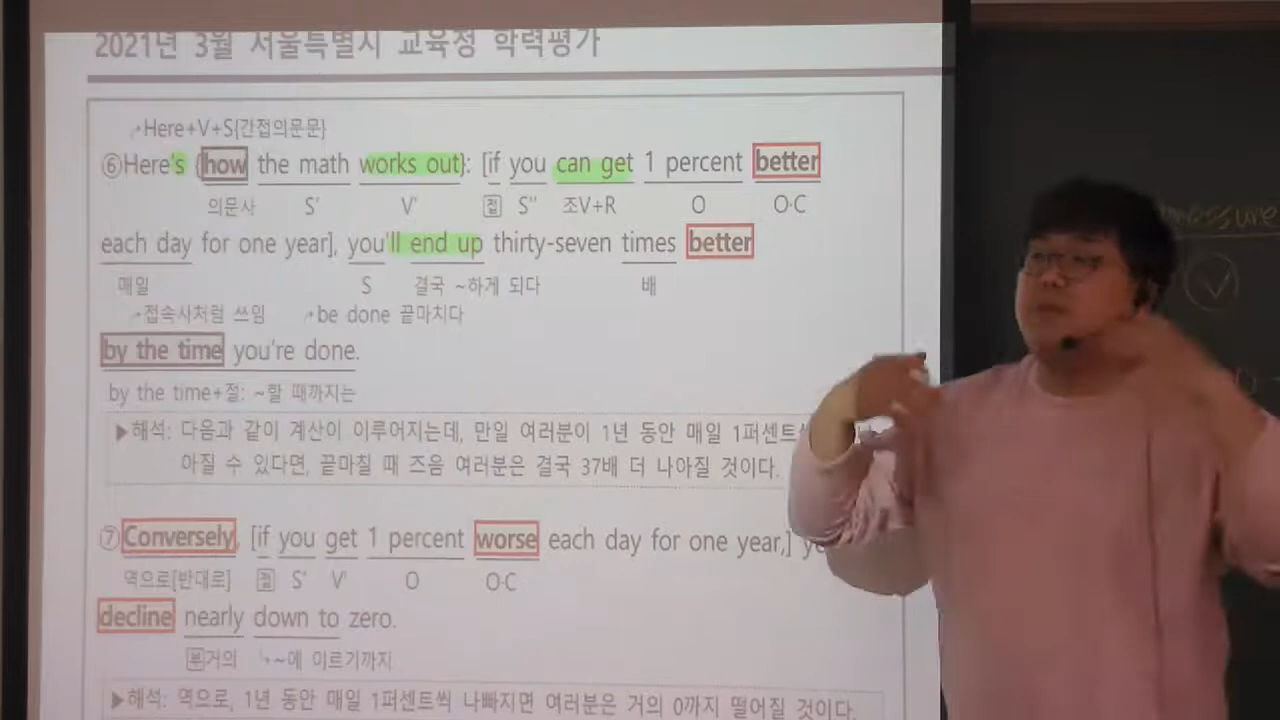 2021년 3월 서울특별시 교육청 학력평가
Here+V+S{간접의문문}
⑥Here's {how the math works out}: [if you can get 1 percent better
의문사 S' V' 접 S'' 조V+R O O·C
each day for one year], you'll end up thirty-seven times better
매일 S 결국 ~하게 되다 배
접속사처럼 쓰임 be done 끝마치다
by the time you're done.
by the time+절: ~할 때까지는
▶해석: 다음과 같이 계산이 이루어지는데, 만일 여러분이 1년 동안 매일 1퍼센트
아질 수 있다면, 끝마칠 때 즈음 여러분은 결국 37배 더 나아질 것이다.
⑦Conversely, [if you get 1 percent worse each day for one year,]
역으로[반대로] 접 S' V' O O·C
decline nearly down to zero.
부거의 ~에 이르기까지
▶해석: 역으로, 1년 동안 매일 1퍼센트씩 나빠지면 여러분은 거의 0까지 떨어질 것이다.